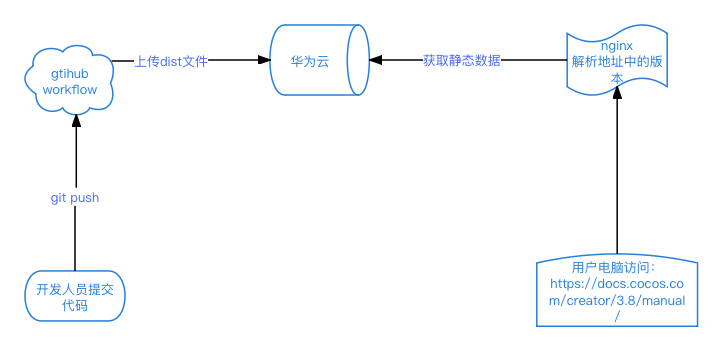 gtihub
workflow
上传dist文件
华为云
获取静态数据
nginx
解析地址中的版
本
git push
开发人员提交
代码
用户电脑访问：
https://docs.cocos.co
m/creator/3.8/manual
/